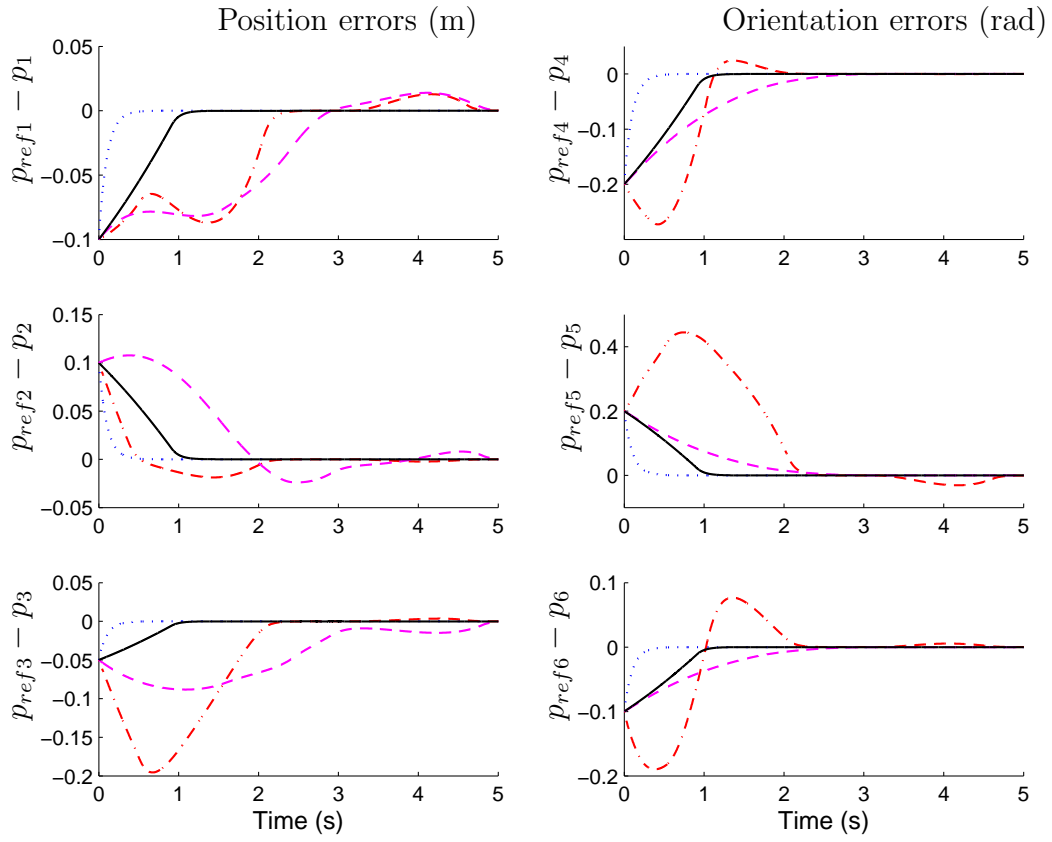 Position errors (m)
Orientation errors (rad)
0.05
0
−0.05
−0.1
p_{ref1} − p_1
0 1 2 3 4 5
0
−0.1
−0.2
p_{ref4} − p_4
0 1 2 3 4 5
0.15
0.1
0.05
0
−0.05
p_{ref2} − p_2
0 1 2 3 4 5
0.4
0.2
0
p_{ref5} − p_5
0 1 2 3 4 5
0.05
0
−0.05
−0.1
−0.15
−0.2
p_{ref3} − p_3
0 1 2 3 4 5
Time (s)
0.1
0
−0.1
−0.2
p_{ref6} − p_6
0 1 2 3 4 5
Time (s)